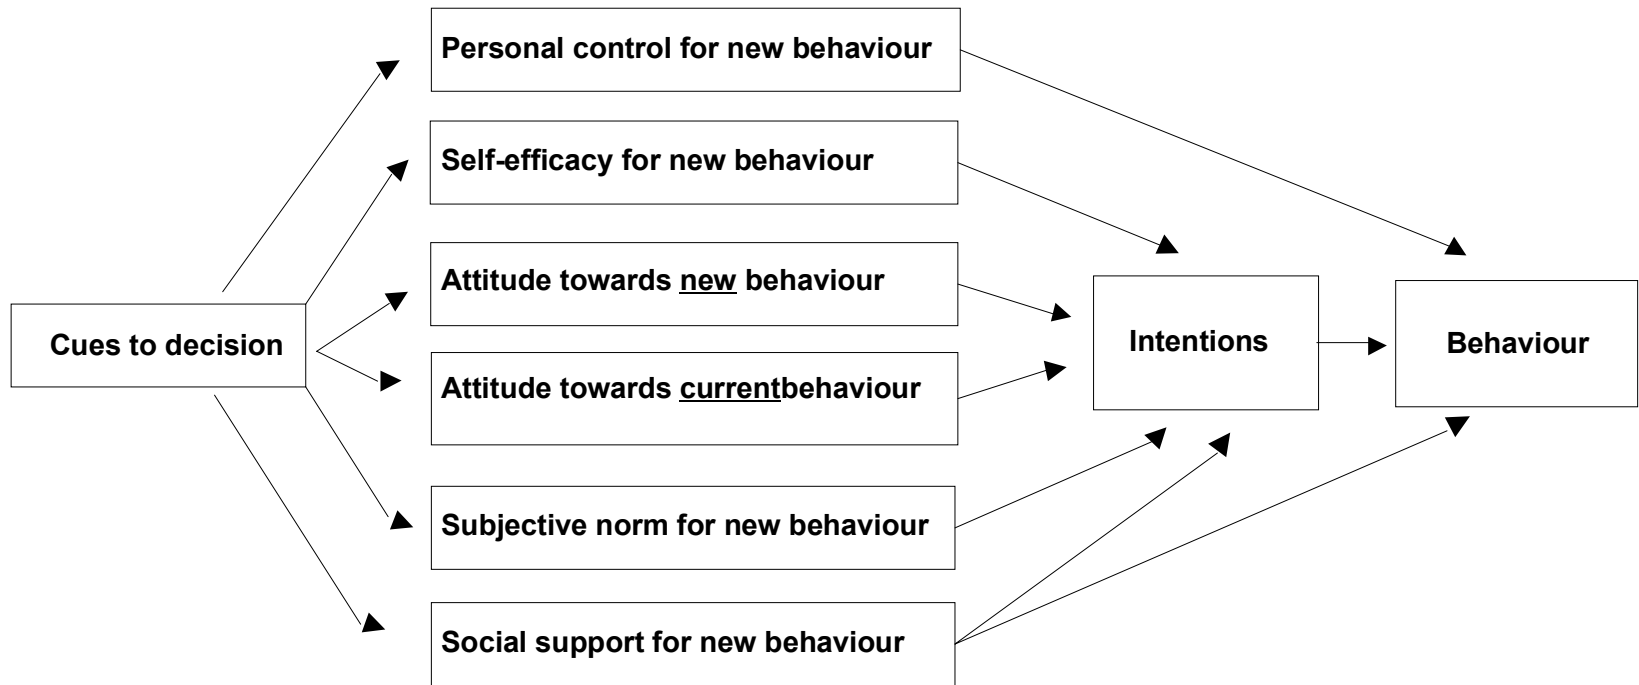 Personal control for new behaviour
Self-efficacy for new behaviour
Attitude towards new behaviour
Cues to decision
Attitude towards currentbehaviour
Intentions
Behaviour
Subjective norm for new behaviour
Social support for new behaviour